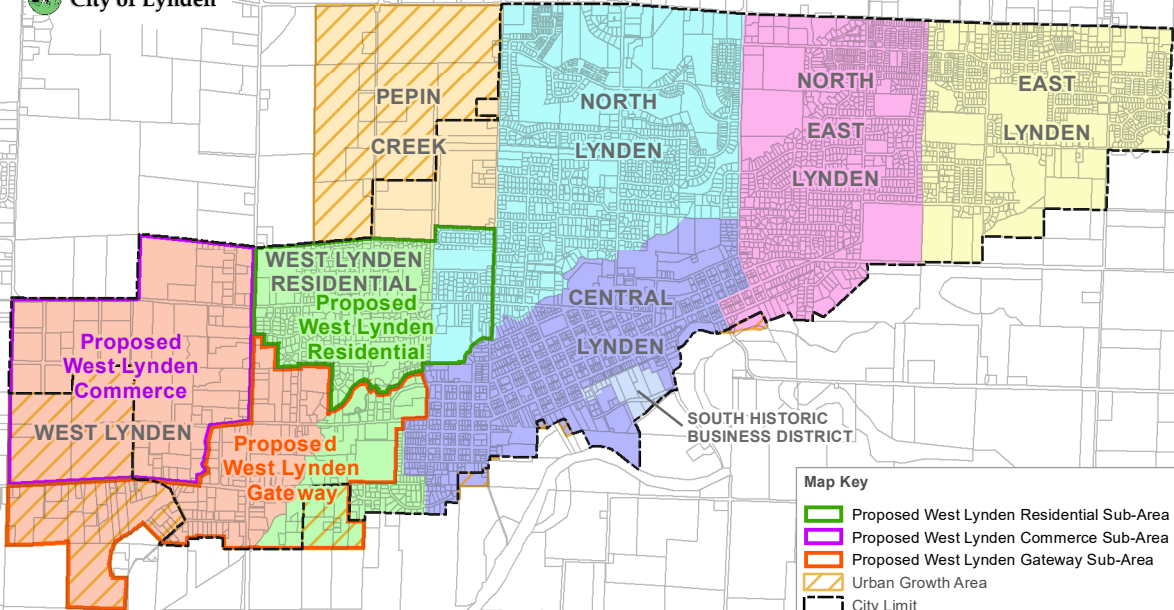 City of Lynden
PEPIN
CREEK
NORTH
LYNDEN
NORTH
EAST
LYNDEN
EAST
LYNDEN
WEST LYNDEN
RESIDENTIAL
Proposed
West Lynden
Residential
CENTRAL
LYNDEN
Proposed
West Lynden
Commerce
WEST LYNDEN
Proposed
West Lynden
Gateway
SOUTH HISTORIC
BUSINESS DISTRICT
Map Key
Proposed West Lynden Residential Sub-Area
Proposed West Lynden Commerce Sub-Area
Proposed West Lynden Gateway Sub-Area
Urban Growth Area
City Limit